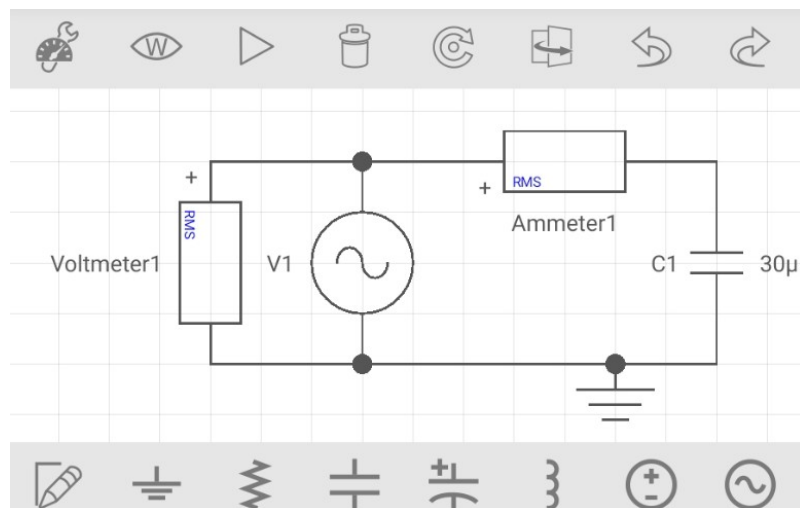 W
+
RMS
Voltmeter1
V1
+
RMS
Ammeter1
C1
30µ